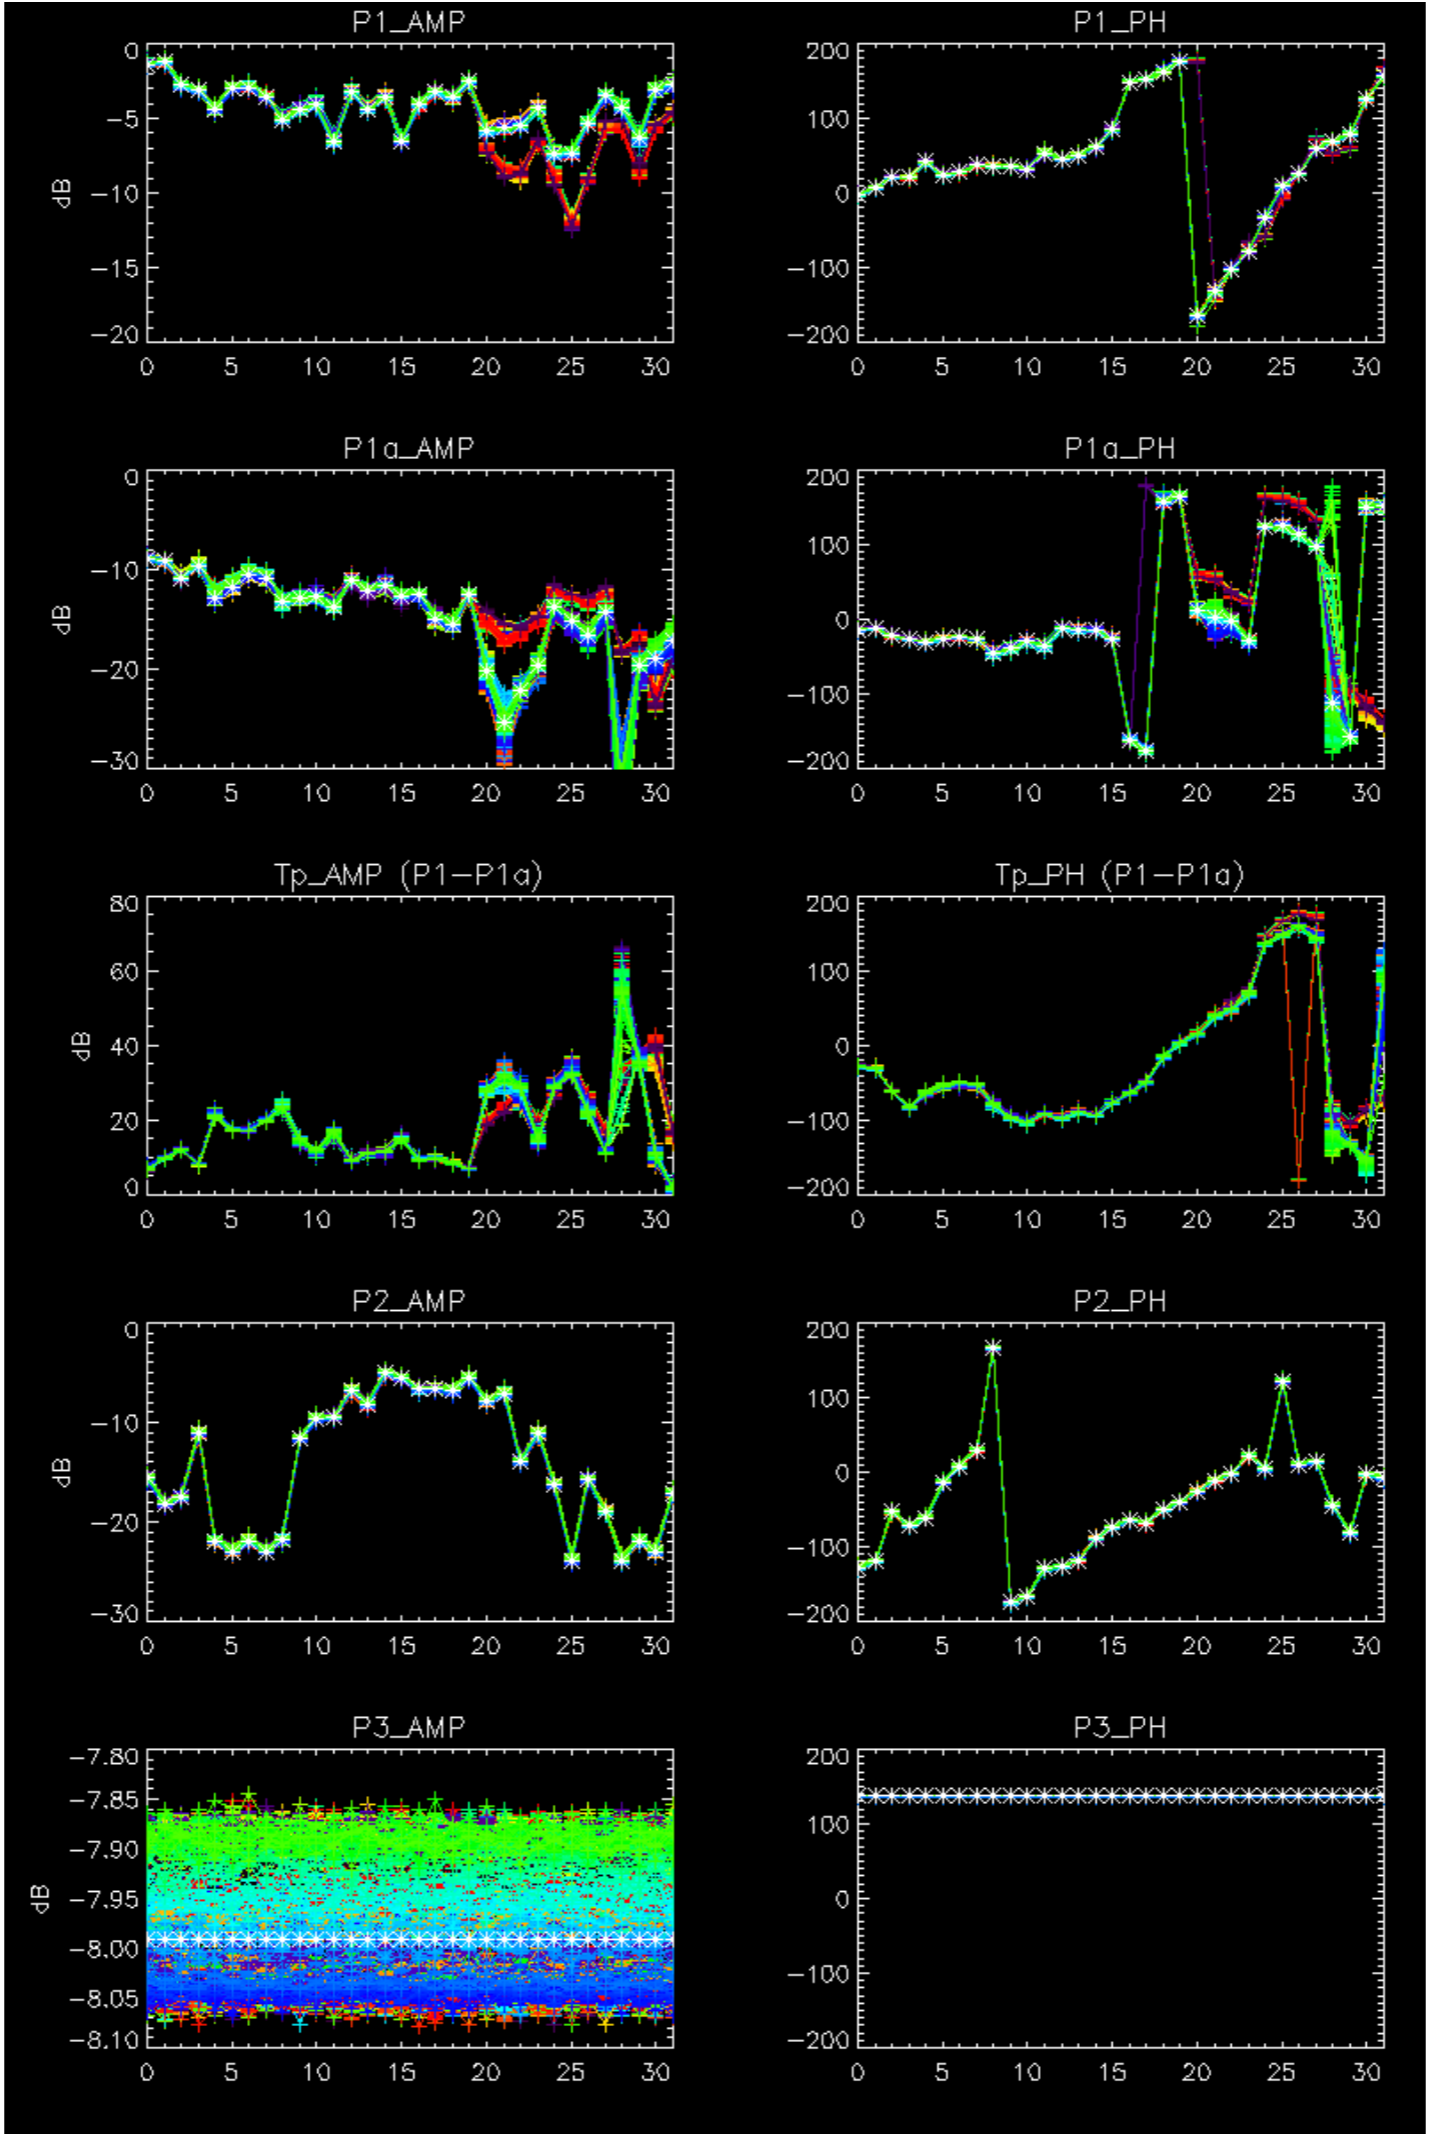 P1_AMP P1_PH
0 200
−5 100
dB −10 0
−15 −100
−20 −200
0 5 10 15 20 25 30 0 5 10 15 20 25 30
P1a_AMP P1a_PH
0 200
−10 100
dB 0
−20 −100
−30 −200
0 5 10 15 20 25 30 0 5 10 15 20 25 30
Tp_AMP (P1−P1a) Tp_PH (P1−P1a)
80 200
60 100
dB 40 0
20 −100
0 −200
0 5 10 15 20 25 30 0 5 10 15 20 25 30
P2_AMP P2_PH
0 200
−10 100
dB 0
−20 −100
−30 −200
0 5 10 15 20 25 30 0 5 10 15 20 25 30
P3_AMP P3_PH
−7.80 200
−7.85 100
−7.90
dB −7.95 0
−8.00 −100
−8.05
−8.10 −200
0 5 10 15 20 25 30 0 5 10 15 20 25 30